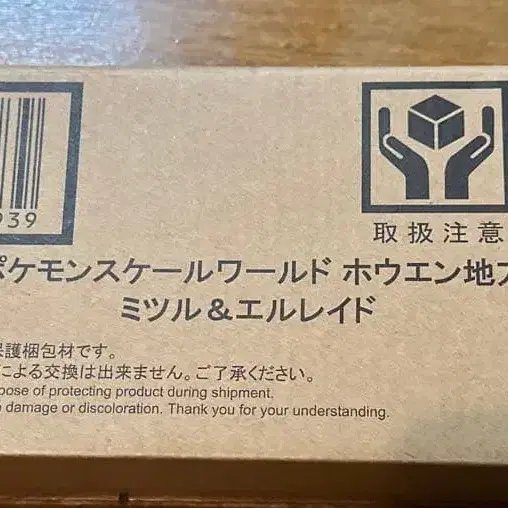 939
取扱注意
ポケモンスケールワールド ホウエン地方
ミツル&エルレイド
保護梱包材です。
による交換は出来ません。ご了承ください。
pose of protecting product during shipment.
damage or discoloration. Thank you for your understanding.